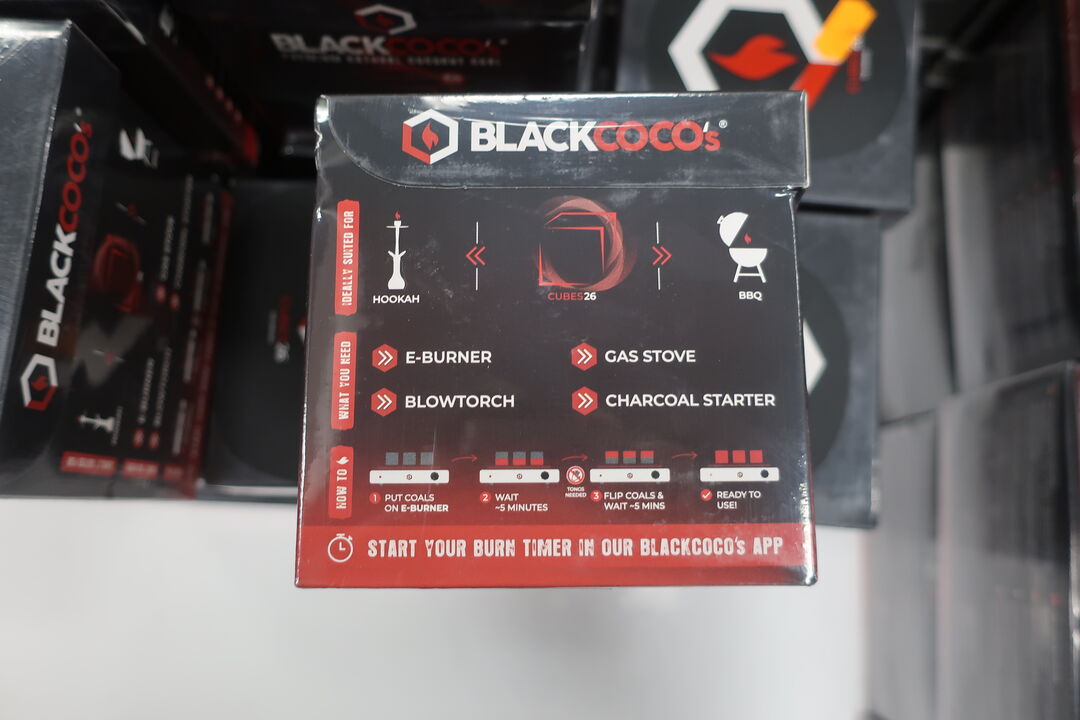 BLACKCOCO's
BLACKCOCO's®
BLACKCOCO's
IDEALLY SUITED FOR
HOOKAH
CUBES26
BBQ
WHAT YOU NEED
E-BURNER
GAS STOVE
BLOWTORCH
CHARCOAL STARTER
HOW TO
1 PUT COALS
ON E-BURNER
2 WAIT
~5 MINUTES
TONGS
NEEDED
3 FLIP COALS &
WAIT ~5 MINS
READY TO
USE!
START YOUR BURN TIMER IN OUR BLACKCOCO's APP